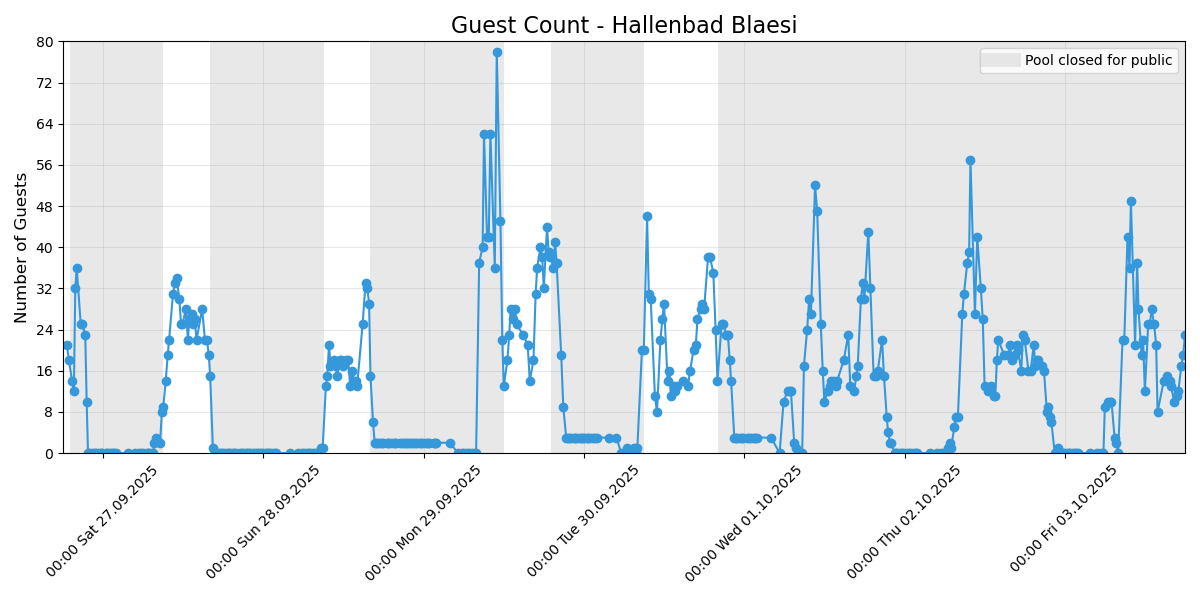 Guest Count - Hallenbad Blaesi
Pool closed for public
Number of Guests
80
72
64
56
48
40
32
24
16
8
0
00:00 Sat 27.09.2025
00:00 Sun 28.09.2025
00:00 Mon 29.09.2025
00:00 Tue 30.09.2025
00:00 Wed 01.10.2025
00:00 Thu 02.10.2025
00:00 Fri 03.10.2025